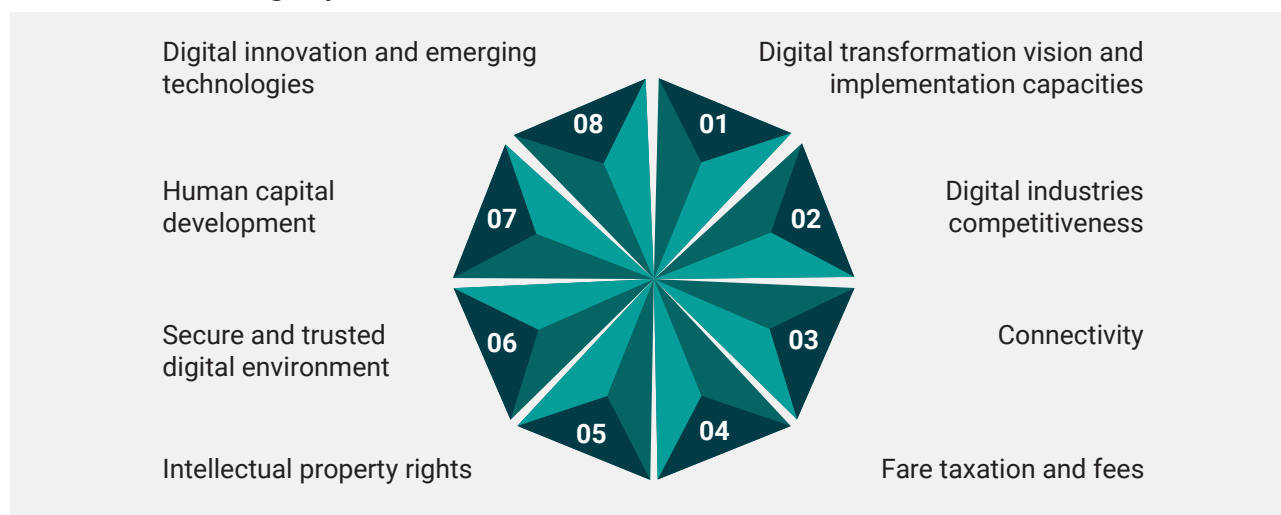 Digital innovation and emerging
technologies
Digital transformation vision and
implementation capacities
08
01
Human capital
development
07
02
Digital industries
competitiveness
Secure and trusted
digital environment
06
03
Connectivity
05
04
Intellectual property rights
Fare taxation and fees